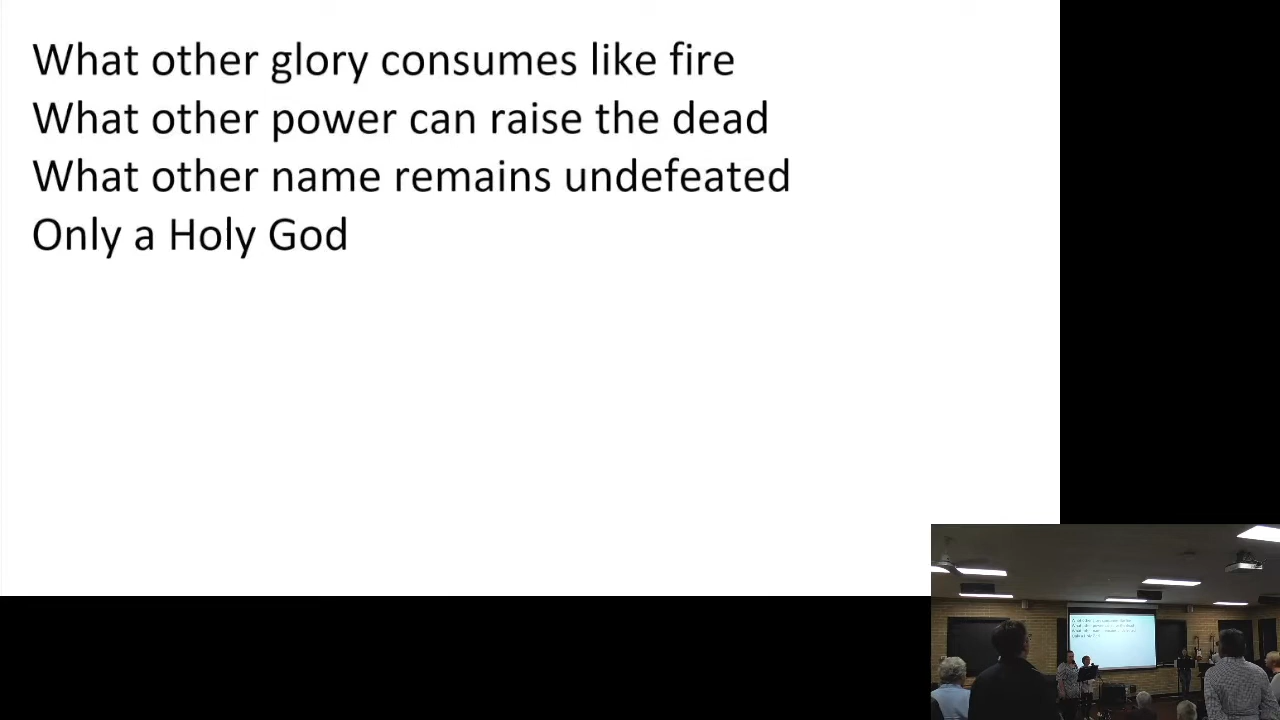 What other glory consumes like fire
What other power can raise the dead
What other name remains undefeated
Only a Holy God